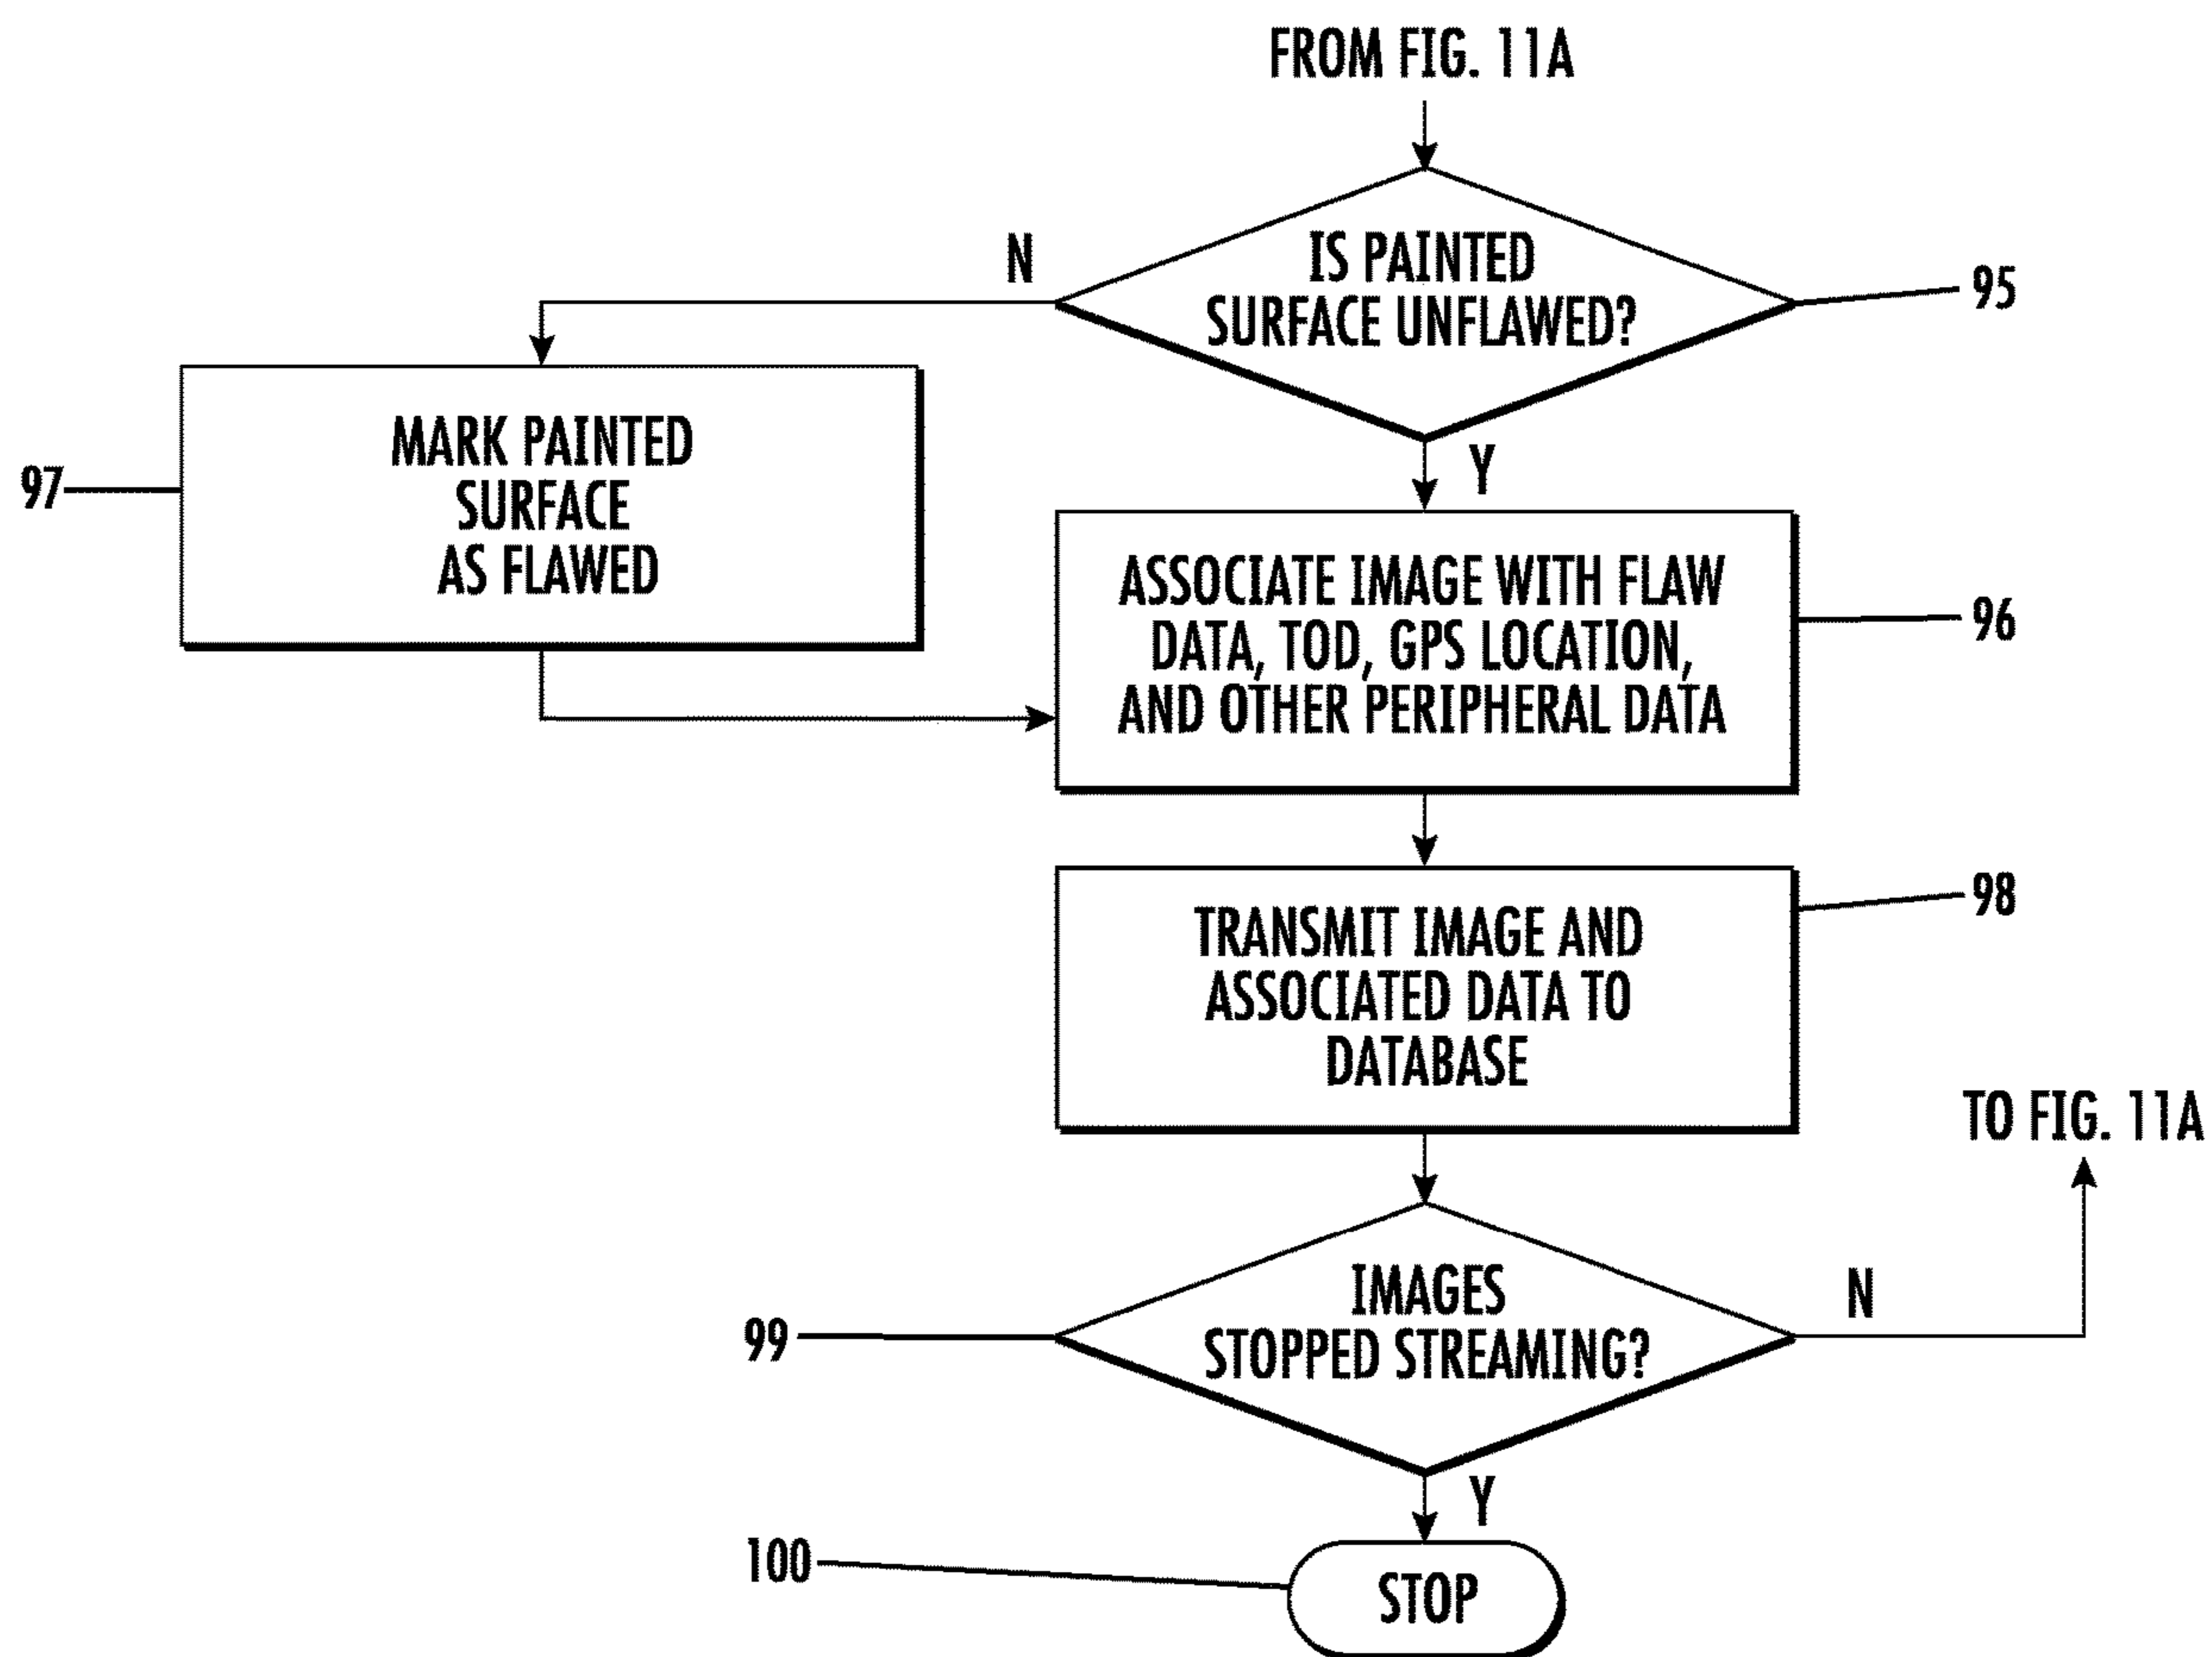 FROM FIG. 11A
N
IS PAINTED
SURFACE UNFLAWED?
95
Y
97
MARK PAINTED
SURFACE
AS FLAWED
ASSOCIATE IMAGE WITH FLAW
DATA, TOD, GPS LOCATION,
AND OTHER PERIPHERAL DATA
96
TRANSMIT IMAGE AND
ASSOCIATED DATA TO
DATABASE
98
TO FIG. 11A
99
IMAGES
STOPPED STREAMING?
N
Y
100
STOP